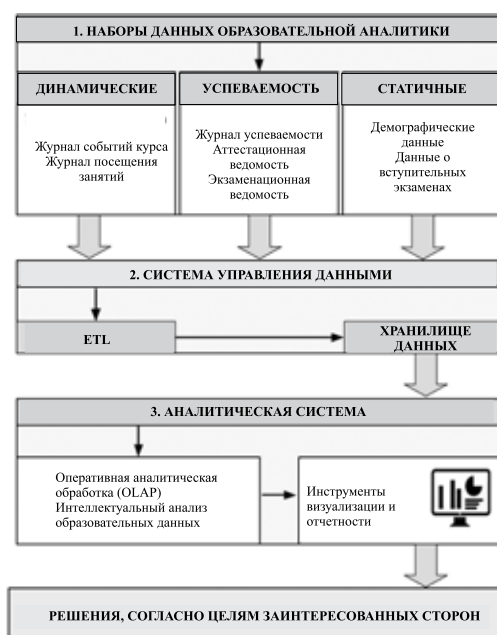 1. НАБОРЫ ДАННЫХ ОБРАЗОВАТЕЛЬНОЙ АНАЛИТИКИ
ДИНАМИЧЕСКИЕ
Журнал событий курса
Журнал посещения
занятий
УСПЕВАЕМОСТЬ
Журнал успеваемости
Аттестационная
ведомость
Экзаменационная
ведомость
СТАТИЧНЫЕ
Демографические
данные
Данные о
вступительных
экзаменах
2. СИСТЕМА УПРАВЛЕНИЯ ДАННЫМИ
ETL
ХРАНИЛИЩЕ
ДАННЫХ
3. АНАЛИТИЧЕСКАЯ СИСТЕМА
Оперативная аналитическая
обработка (OLAP)
Интеллектуальный анализ
образовательных данных
Инструменты
визуализации и
отчетности
РЕШЕНИЯ, СОГЛАСНО ЦЕЛЯМ ЗАИНТЕРЕСОВАННЫХ СТОРОН